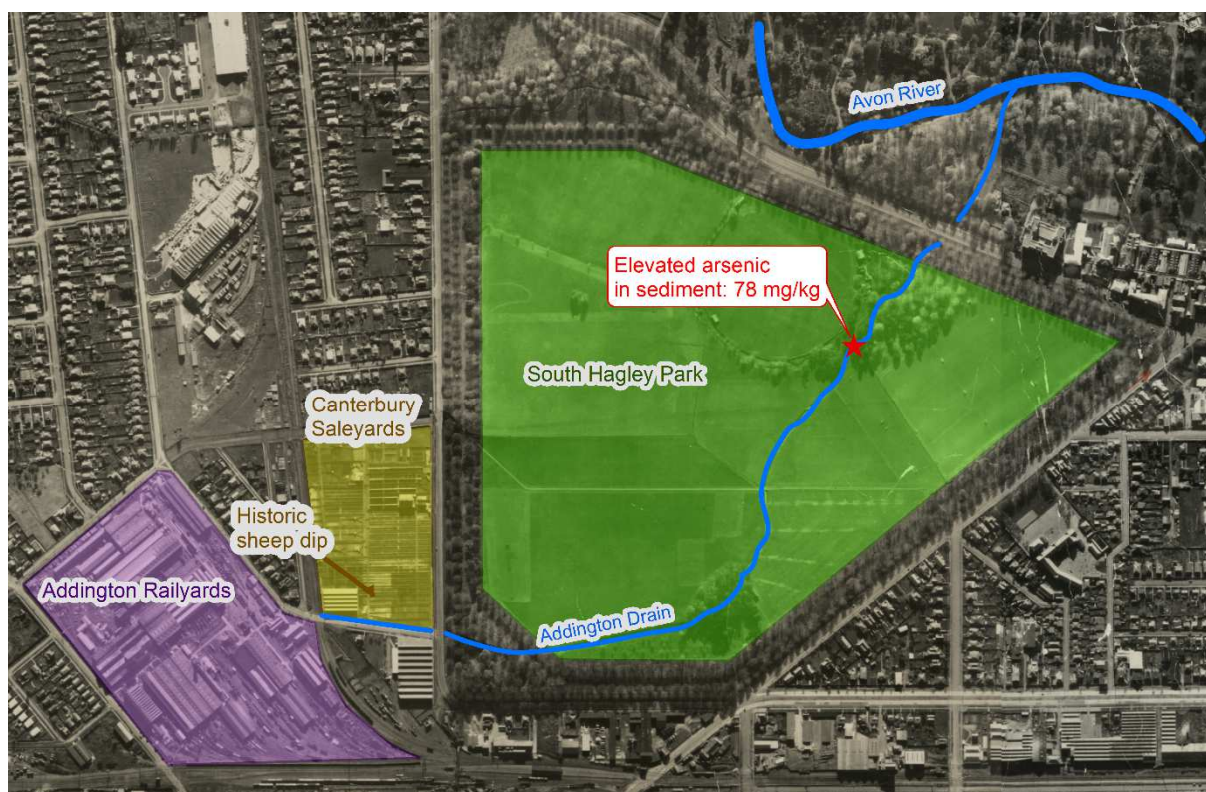 Avon River
Elevated arsenic
in sediment: 78 mg/kg
South Hagley Park
Canterbury
Saleyards
Historic
sheep dip
Addington Railyards
Addington Drain